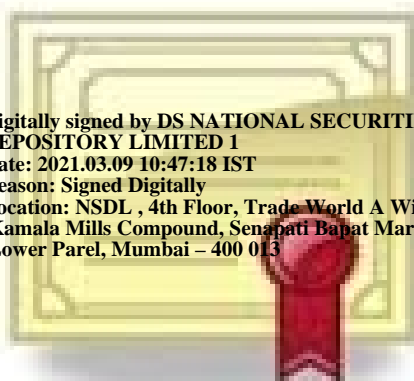 igitally signed by DS NATIONAL SECURITI
EPOSITORY LIMITED 1
ate: 2021.03.09 10:47:18 IST
eason: Signed Digitally
ocation: NSDL , 4th Floor, Trade World A Wi
Kamala Mills Compound, Senapati Bapat Mar
Lower Parel, Mumbai – 400 013